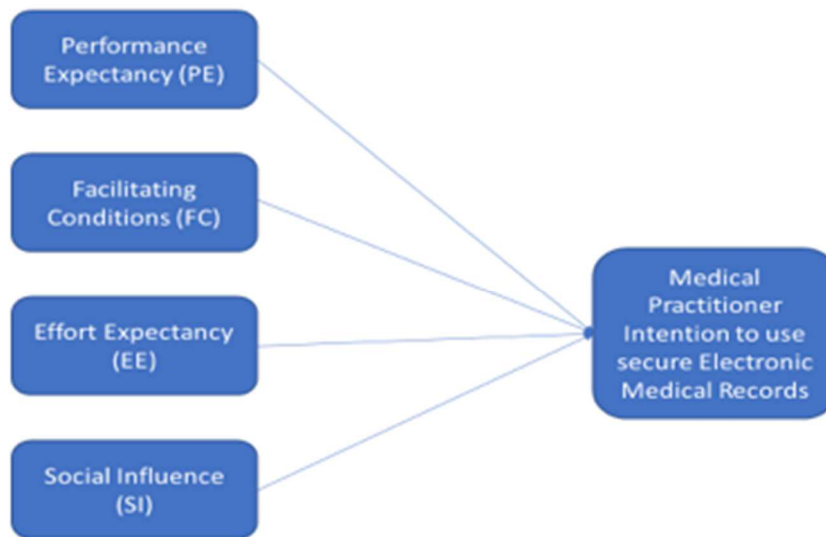 Performance
Expectancy (PE)
Facilitating
Conditions (FC)
Effort Expectancy
(EE)
Social Influence
(SI)
Medical
Practitioner
Intention to use
secure Electronic
Medical Records